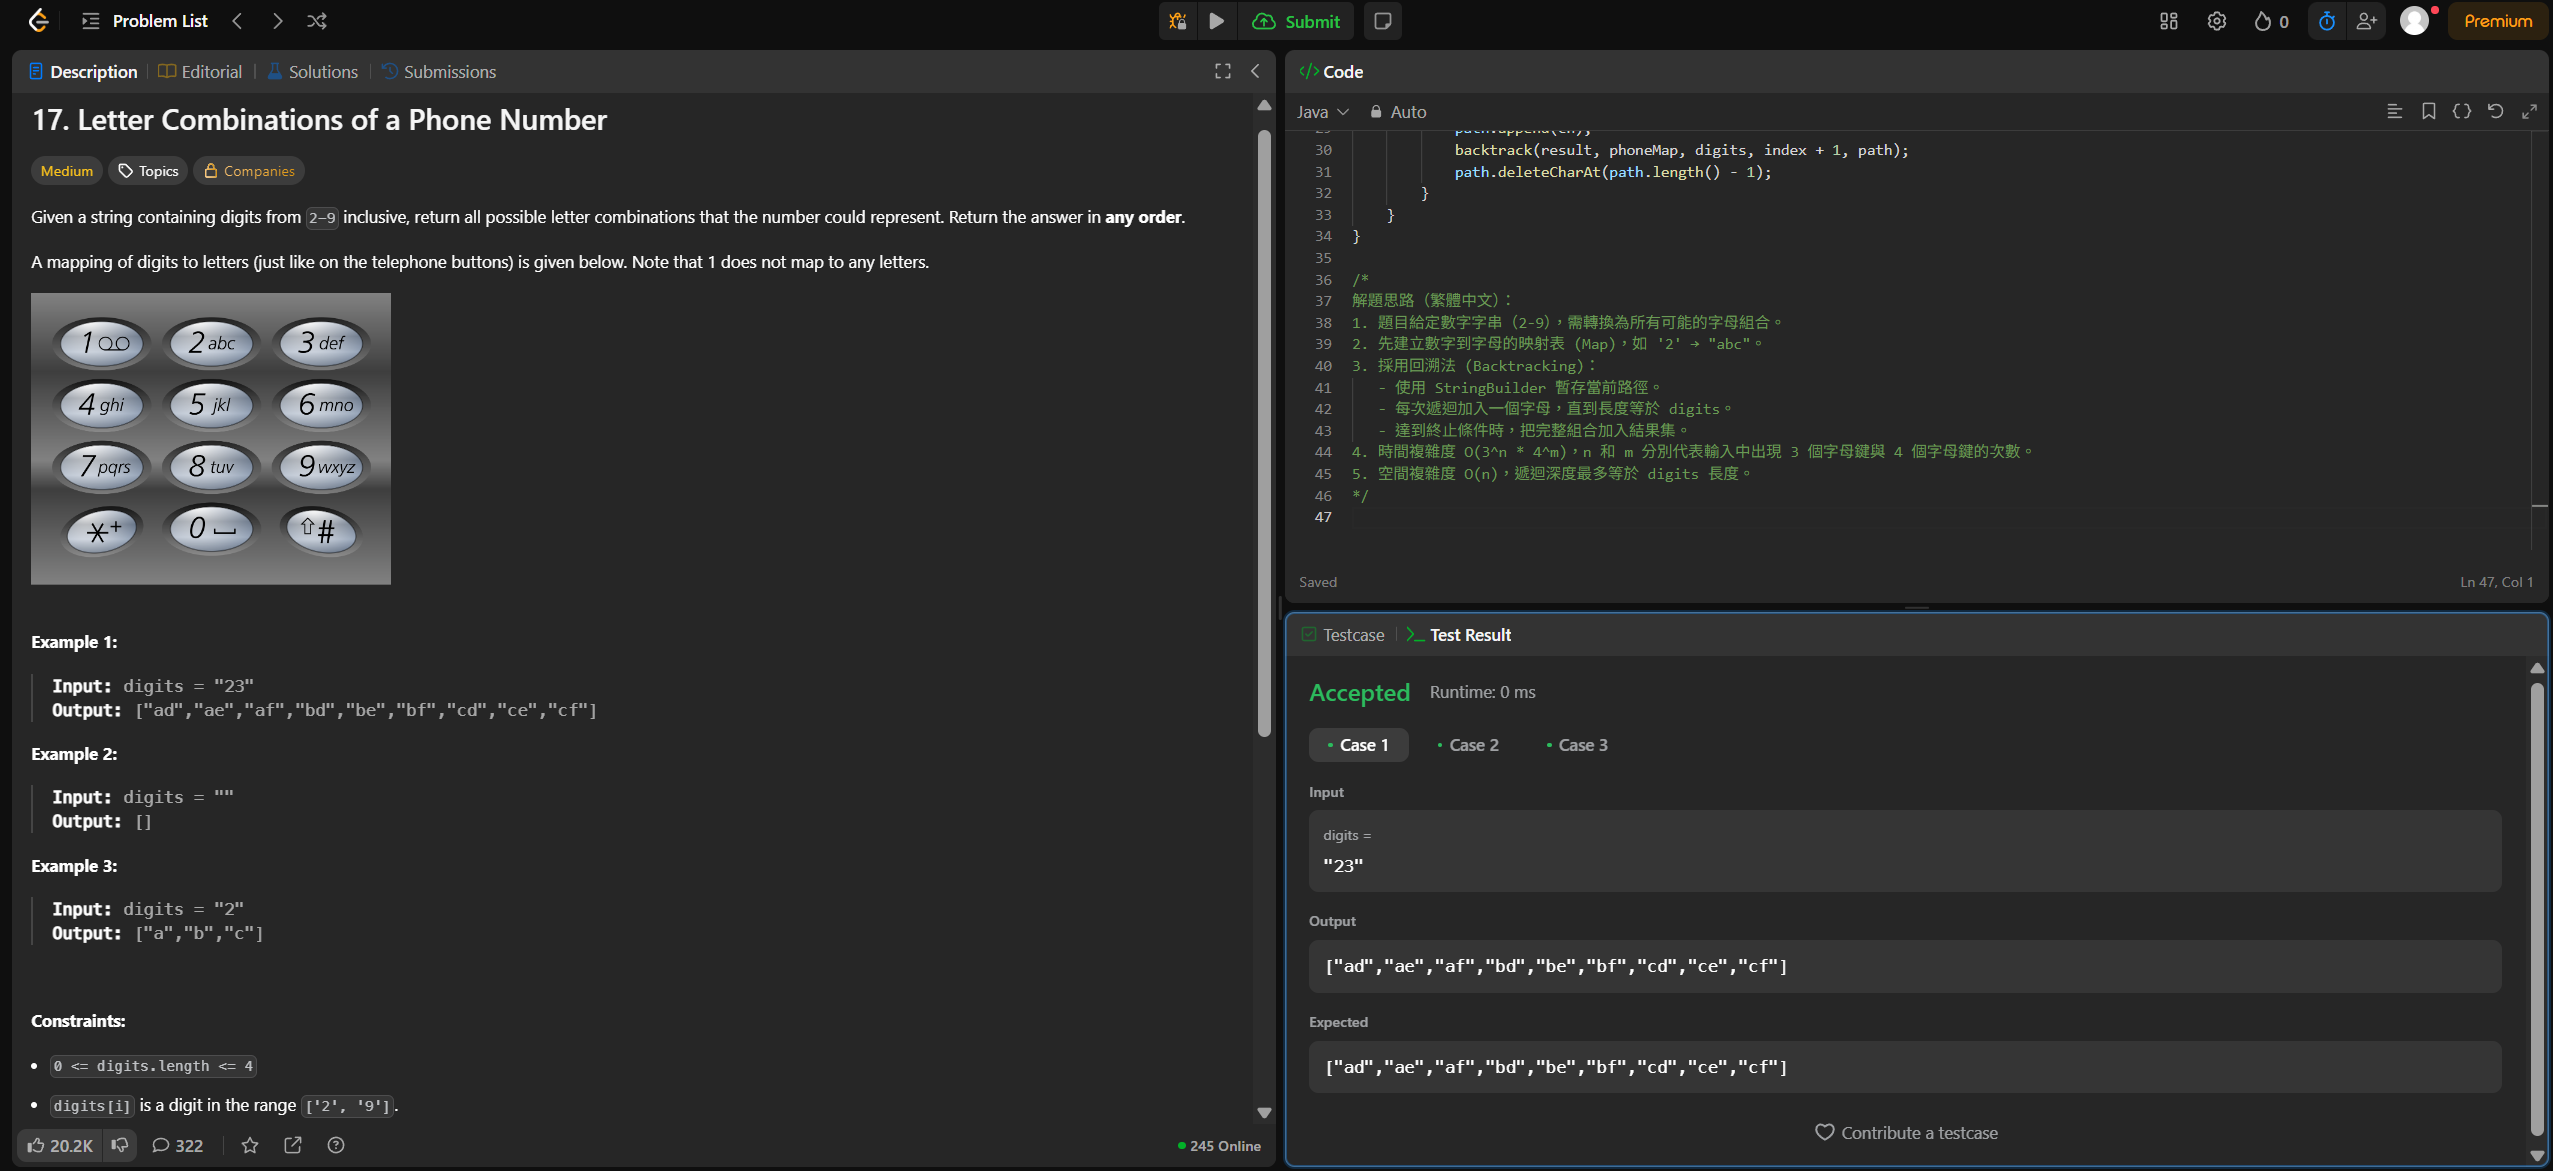 Problem List
Submit
0
Premium
Description
Editorial
Solutions
Submissions
17. Letter Combinations of a Phone Number
Medium
Topics
Companies
Given a string containing digits from 2-9 inclusive, return all possible letter combinations that the number could represent. Return the answer in any order.
A mapping of digits to letters (just like on the telephone buttons) is given below. Note that 1 does not map to any letters.
1 2 abc 3 def
4 ghi 5 jkl 6 mno
7 pqrs 8 tuv 9 wxyz
* + 0 #
Example 1:
Input: digits = "23"
Output: ["ad","ae","af","bd","be","bf","cd","ce","cf"]
Example 2:
Input: digits = ""
Output: []
Example 3:
Input: digits = "2"
Output: ["a","b","c"]
Constraints:
• 0 <= digits.length <= 4
• digits[i] is a digit in the range ['2', '9'].
20.2K
322
245 Online
Code
Java
Auto
30 backtrack(result, phoneMap, digits, index + 1, path);
31 path.deleteCharAt(path.length() - 1);
32 }
33 }
34 }
35
36 /*
37 解題思路（繁體中文）：
38 1. 題目給定數字字串（2-9），需轉換為所有可能的字母組合。
39 2. 先建立數字到字母的映射表 (Map)，如 '2' → "abc"。
40 3. 採用回溯法 (Backtracking)：
41 - 使用 StringBuilder 暫存當前路徑。
42 - 每次遞迴加入一個字母，直到長度等於 digits。
43 - 達到終止條件時，把完整組合加入結果集。
44 4. 時間複雜度 O(3^n * 4^m)，n 和 m 分別代表輸入中出現 3 個字母鍵與 4 個字母鍵的次數。
45 5. 空間複雜度 O(n)，遞迴深度最多等於 digits 長度。
46 */
47
Saved
Ln 47, Col 1
Testcase
Test Result
Accepted
Runtime: 0 ms
Case 1
Case 2
Case 3
Input
digits =
"23"
Output
["ad","ae","af","bd","be","bf","cd","ce","cf"]
Expected
["ad","ae","af","bd","be","bf","cd","ce","cf"]
Contribute a testcase